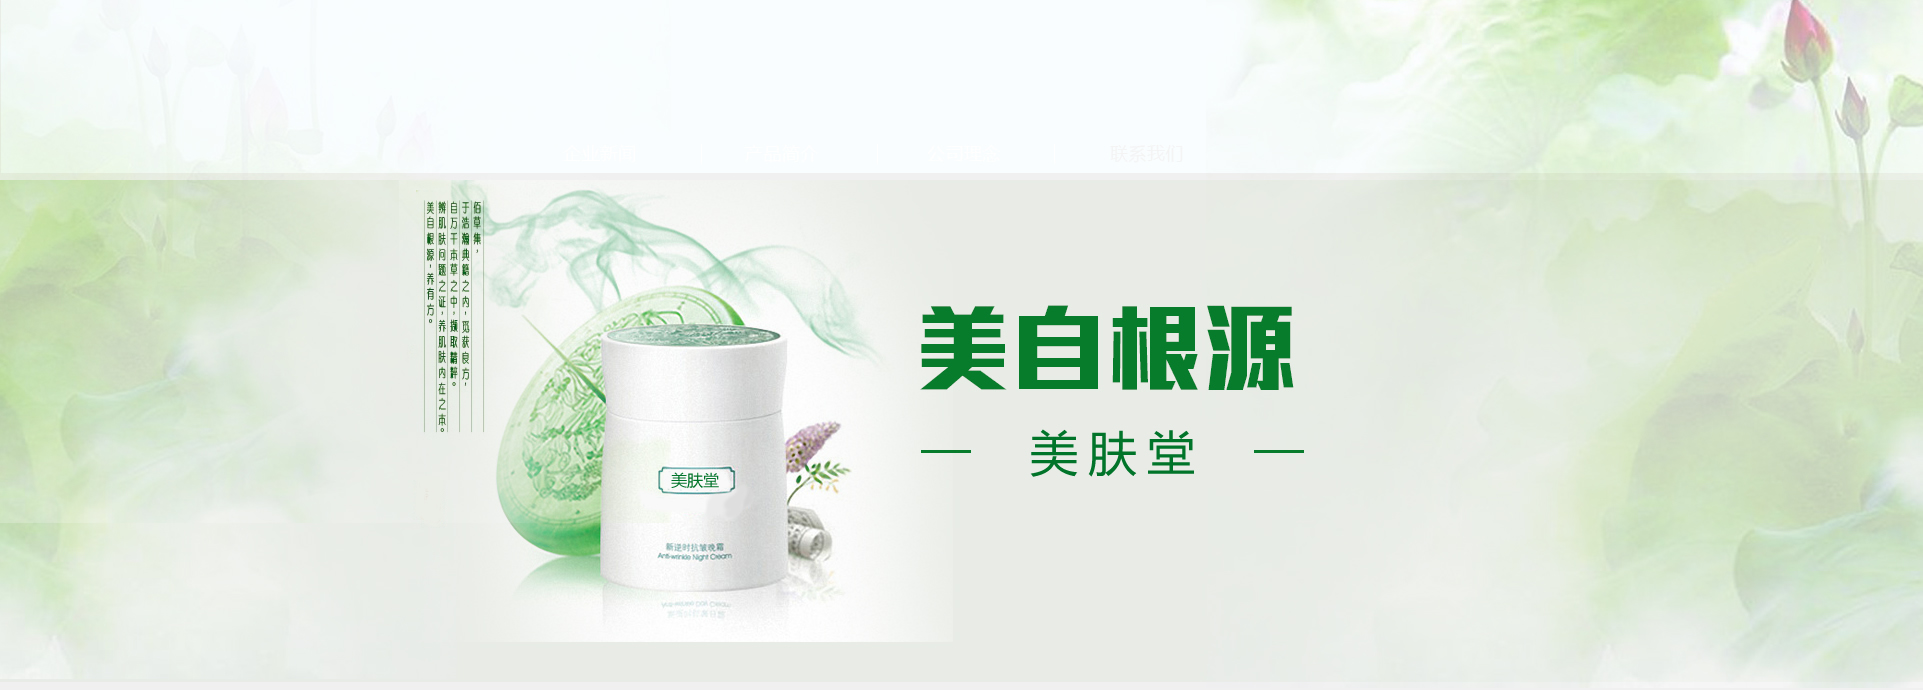 联系我们
佰草集，
于浩瀚典籍之内，觅获良方，
自万千本草之中，撷取精粹。
辨肌肤问题之证，养肌肤内在之本。
美自根源，养有方。
美自根源
美肤堂
美肤堂
新逆时抗皱晚霜
Anti-wrinkle Night Cream